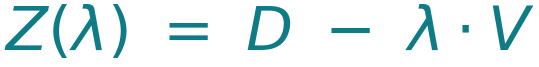 Z(λ) = D − λ · V